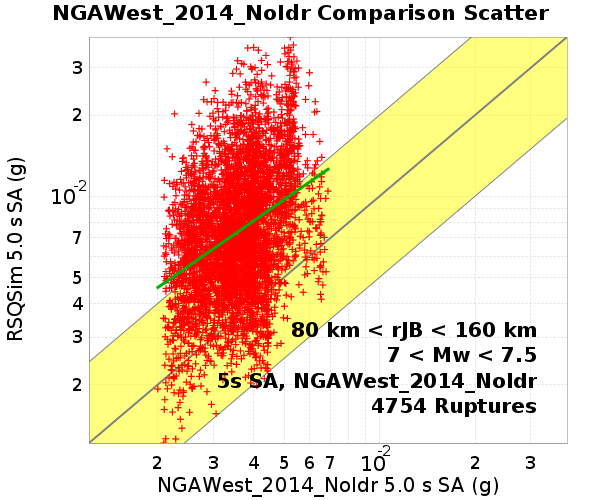 NGAWest_2014_NoIdr Comparison Scatter
3
2
10-2
7
5
4
3
2
RSQSim 5.0 s SA (g)
80 km < rJB < 160 km
7 < Mw < 7.5
5s SA, NGAWest_2014_NoIdr
4754 Ruptures
2 3 4 5 6 7 10-2 2 3
NGAWest_2014_NoIdr 5.0 s SA (g)